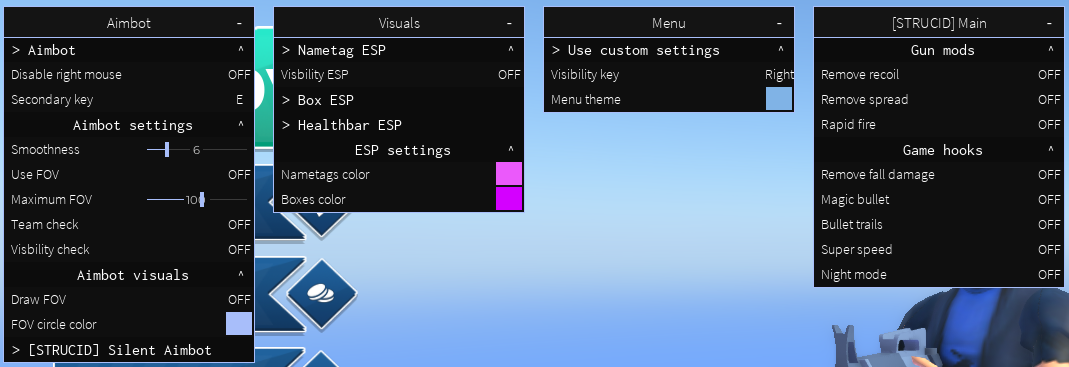 Aimbot -
> Aimbot ^
Disable right mouse OFF
Secondary key E
Aimbot settings ^
Smoothness 6
Use FOV OFF
Maximum FOV 100
Team check OFF
Visbility check OFF
Aimbot visuals ^
Draw FOV OFF
FOV circle color
> [STRUCID] Silent Aimbot
Visuals -
> Nametag ESP ^
Visbility ESP OFF
> Box ESP
> Healthbar ESP
ESP settings ^
Nametags color
Boxes color
Menu -
> Use custom settings ^
Visibility key Right
Menu theme
[STRUCID] Main -
Gun mods ^
Remove recoil OFF
Remove spread OFF
Rapid fire OFF
Game hooks ^
Remove fall damage OFF
Magic bullet OFF
Bullet trails OFF
Super speed OFF
Night mode OFF